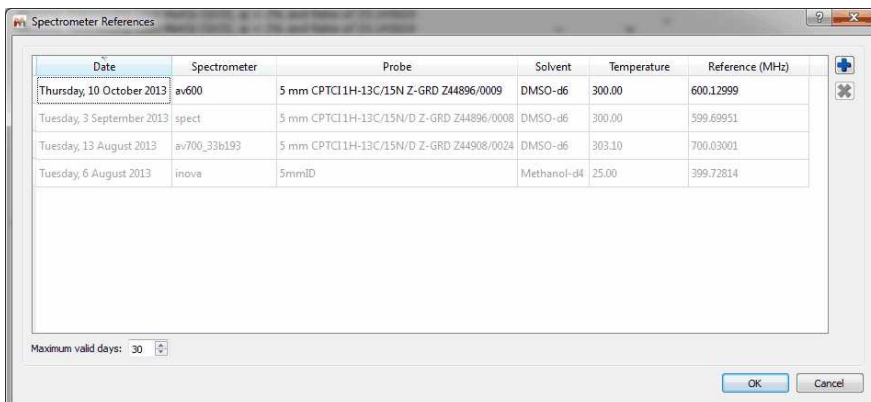 Spectrometer References
Date Spectrometer Probe Solvent Temperature Reference (MHz)
Thursday, 10 October 2013 av600 5 mm CPTCI 1H-13C/15N Z-GRD Z44896/0009 DMSO-d6 300.00 600.12999
Tuesday, 3 September 2013 spect 5 mm CPTCI 1H-13C/15N/D Z-GRD Z44896/0008 DMSO-d6 300.00 599.69951
Tuesday, 13 August 2013 av700_33b193 5 mm CPTCI 1H-13C/15N/D Z-GRD Z44908/0024 DMSO-d6 303.10 700.03001
Tuesday, 6 August 2013 inova 5mmID Methanol-d4 25.00 399.72814
Maximum valid days: 30
OK Cancel